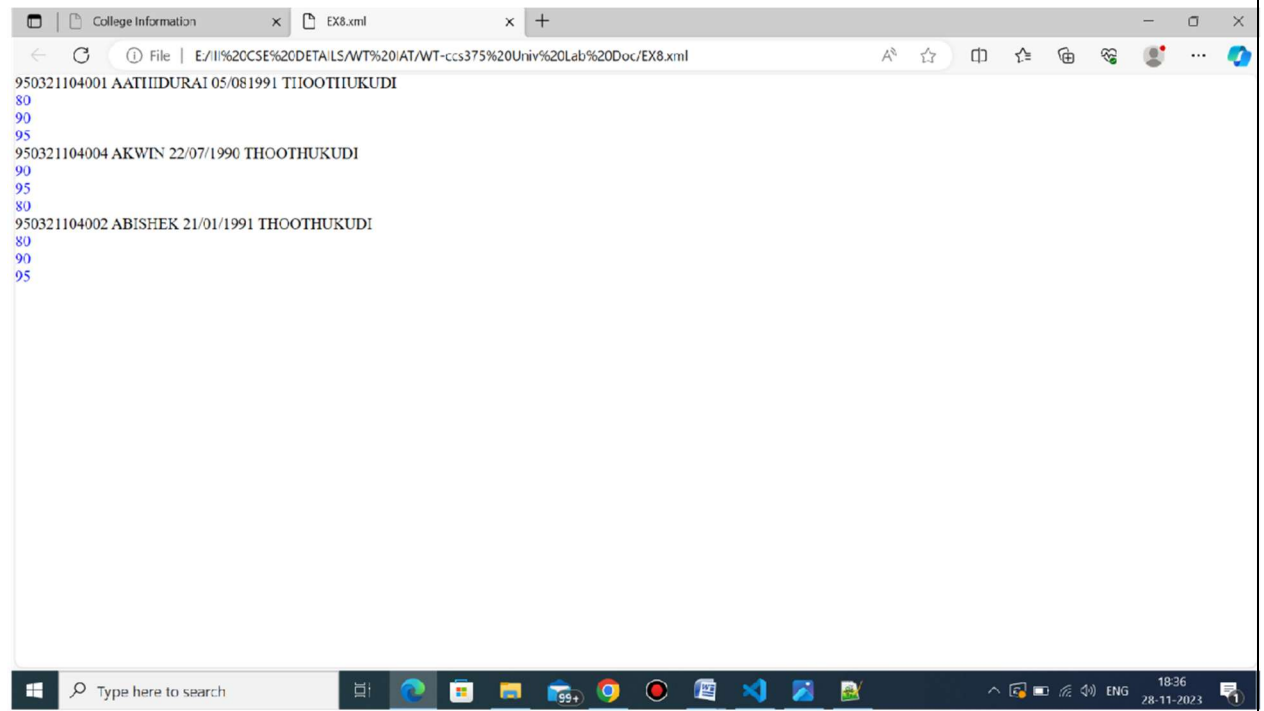 College Information
EX8.xml
File | E:/III%20CSE%20DETAILS/WT%20IAT/WT-ccs375%20Univ%20Lab%20Doc/EX8.xml
950321104001 AATHIDURAI 05/081991 THOOTHUKUDI
80
90
95
950321104004 AKWIN 22/07/1990 THOOTHUKUDI
90
95
80
950321104002 ABISHEK 21/01/1991 THOOTHUKUDI
80
90
95
Type here to search
99+
ENG
18:36
28-11-2023
1